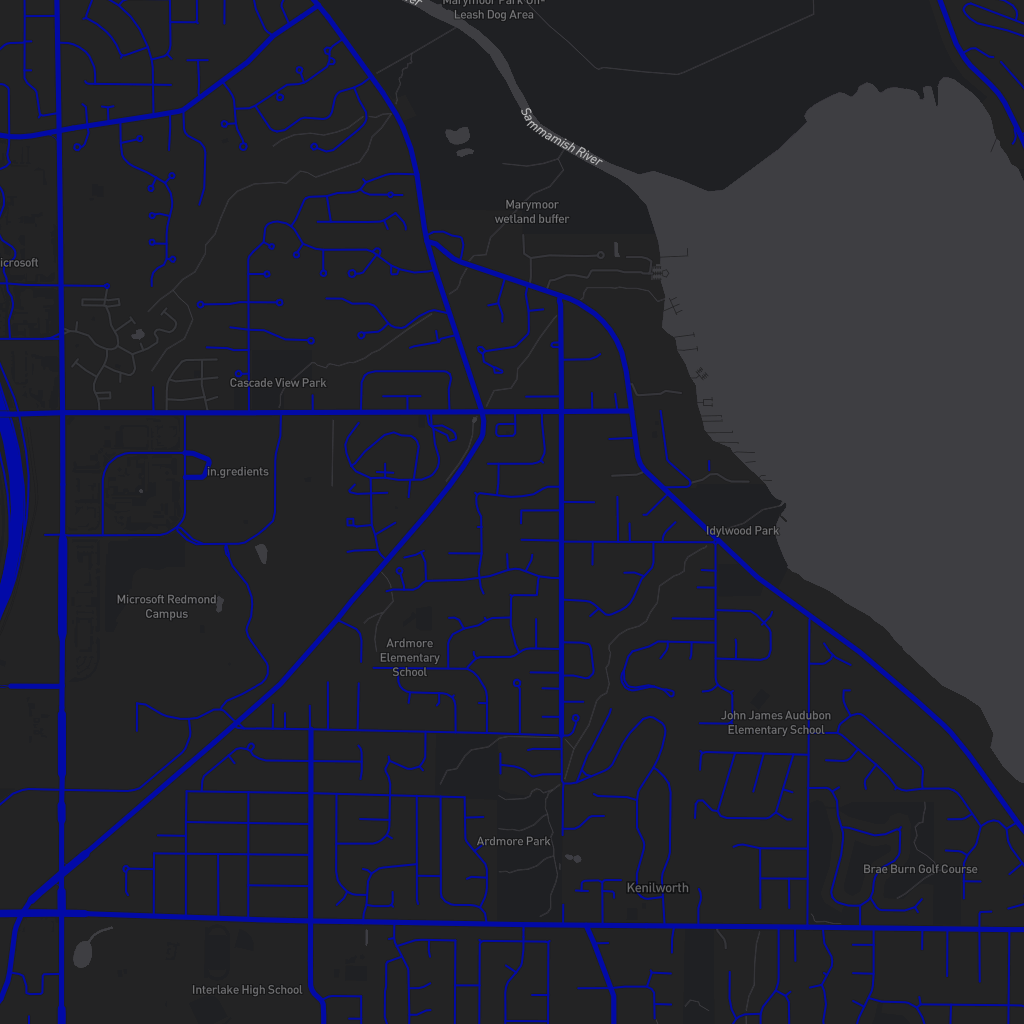 Marymoor Park Off-
Leash Dog Area
Sammamish River
Marymoor
wetland buffer
icrosoft
Cascade View Park
in.gredients
Idylwood Park
Microsoft Redmond
Campus
Ardmore
Elementary
School
John James Audubon
Elementary School
Ardmore Park
Brae Burn Golf Course
Kenilworth
Interlake High School